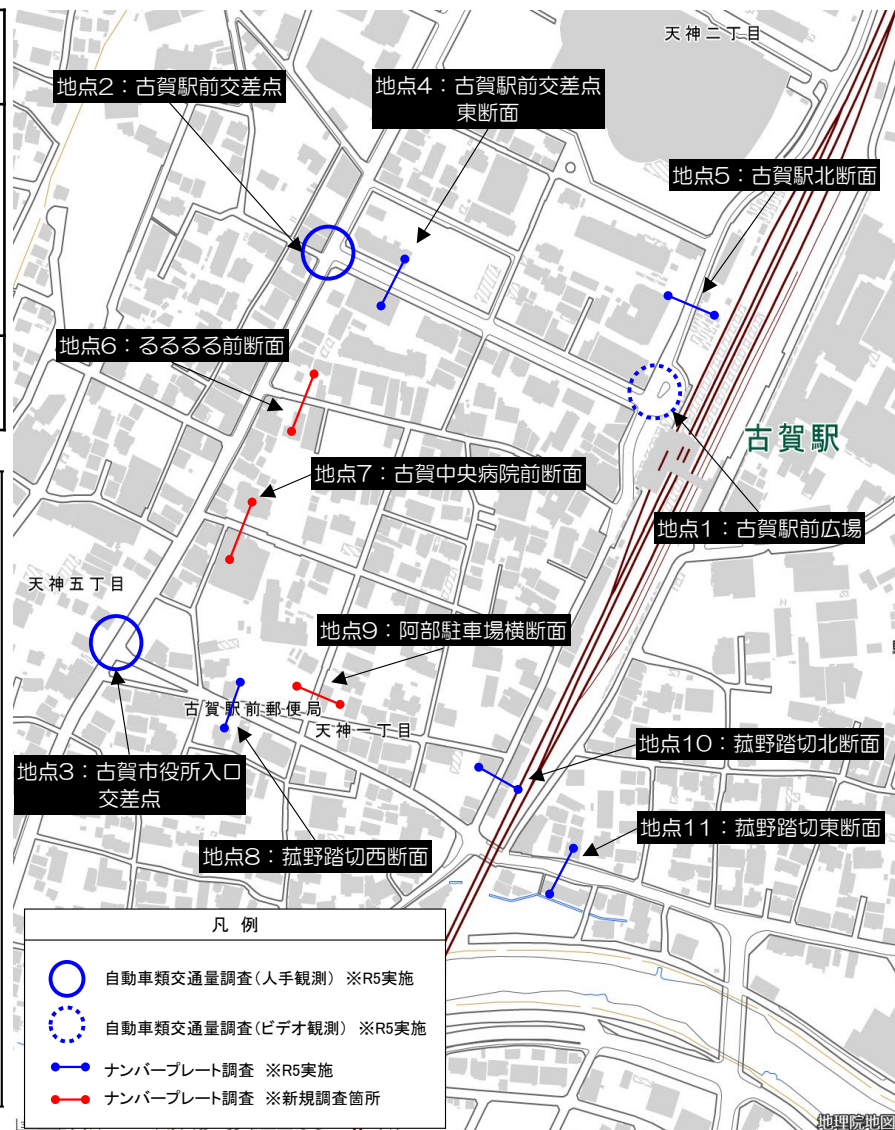 天神二丁目
地点2：古賀駅前交差点
地点4：古賀駅前交差点
東断面
地点5：古賀駅北断面
地点6：るるるる前断面
古賀駅
地点7：古賀中央病院前断面
地点1：古賀駅前広場
天神五丁目
地点9：阿部駐車場横断面
古賀駅前郵便局
天神一丁目
地点10：菰野踏切北断面
地点3：古賀市役所入口
交差点
地点11：菰野踏切東断面
地点8：菰野踏切西断面
凡 例
自動車類交通量調査（人手観測） ※R5実施
自動車類交通量調査（ビデオ観測） ※R5実施
ナンバープレート調査 ※R5実施
ナンバープレート調査 ※新規調査箇所
地理院地図